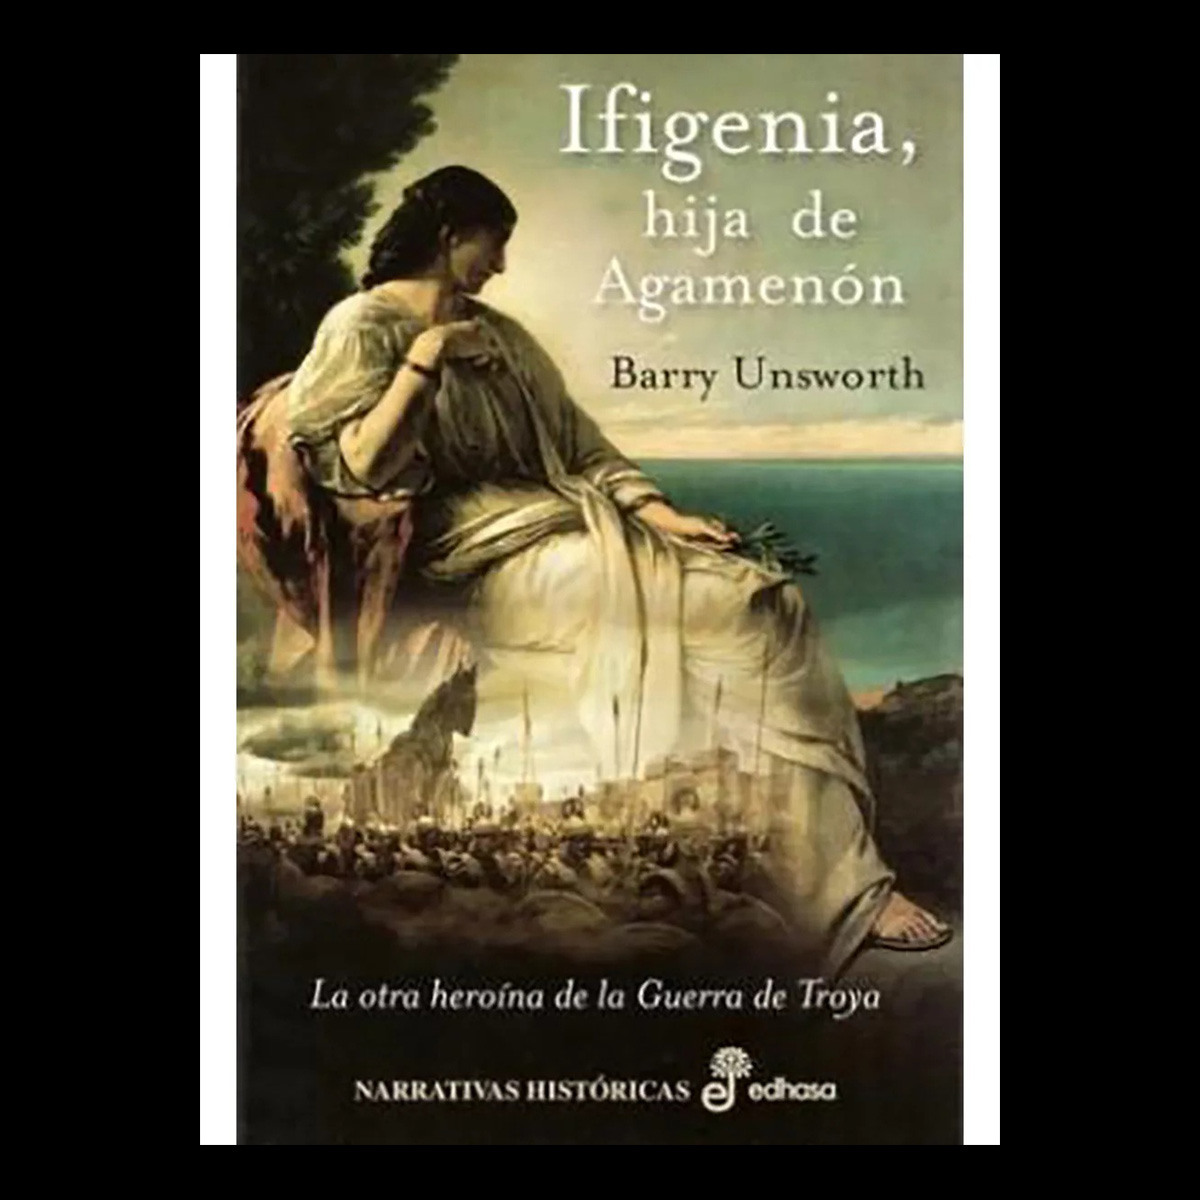 Ifigenia,
hija de
Agamenón
Barry Unsworth
La otra heroína de la Guerra de Troya
NARRATIVAS HISTÓRICAS edhasa